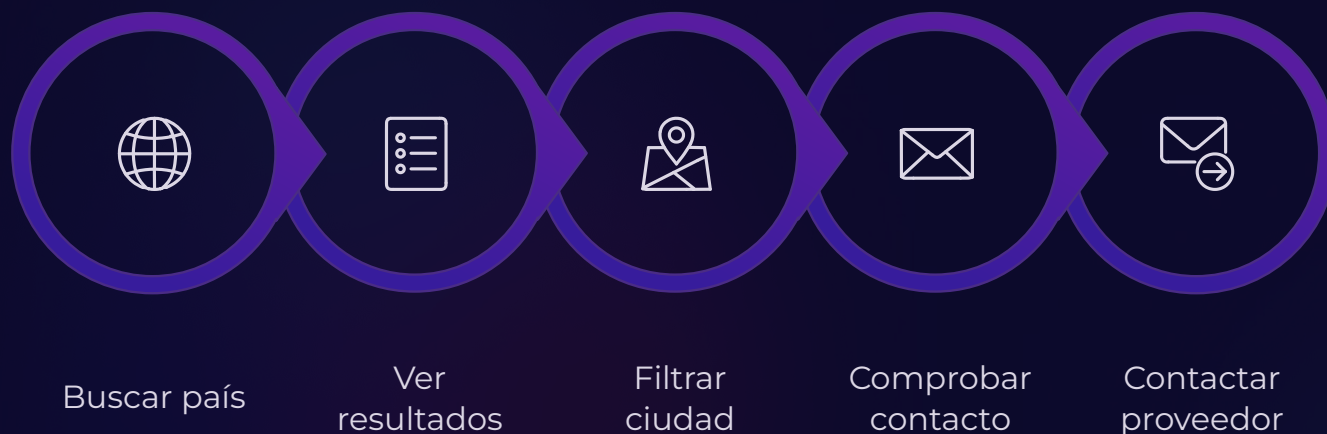 Buscar país
Ver
resultados
Filtrar
ciudad
Comprobar
contacto
Contactar
proveedor